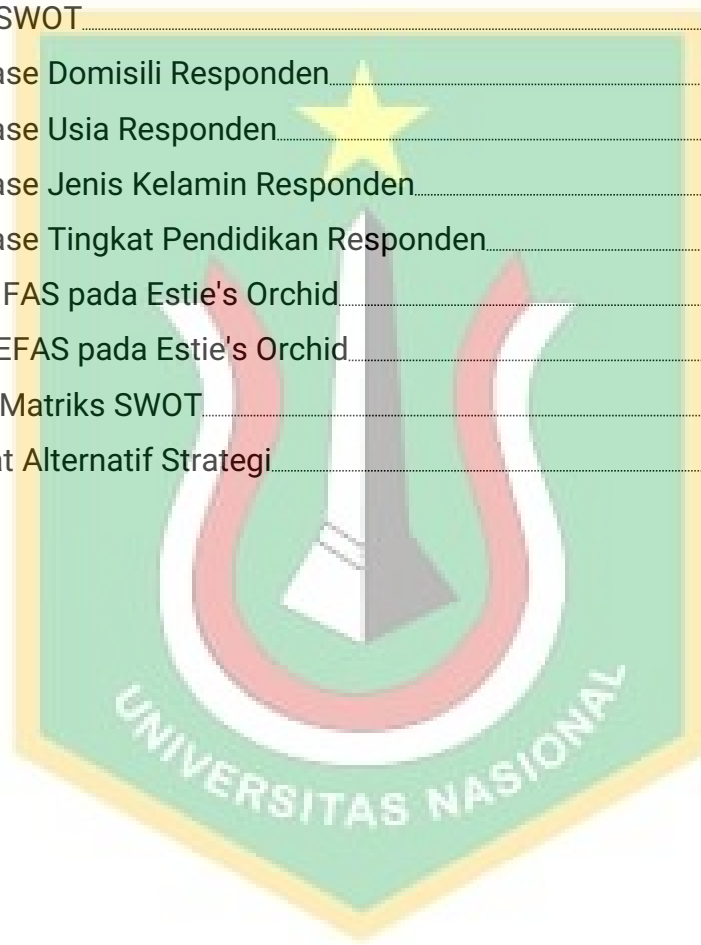 SWOT
ase Domisili Responden
ase Usia Responden
ase Jenis Kelamin Responden
ase Tingkat Pendidikan Responden
FAS pada Estie's Orchid
EFAS pada Estie's Orchid
Matriks SWOT
at Alternatif Strategi
UNIVERSITAS NASIONAL